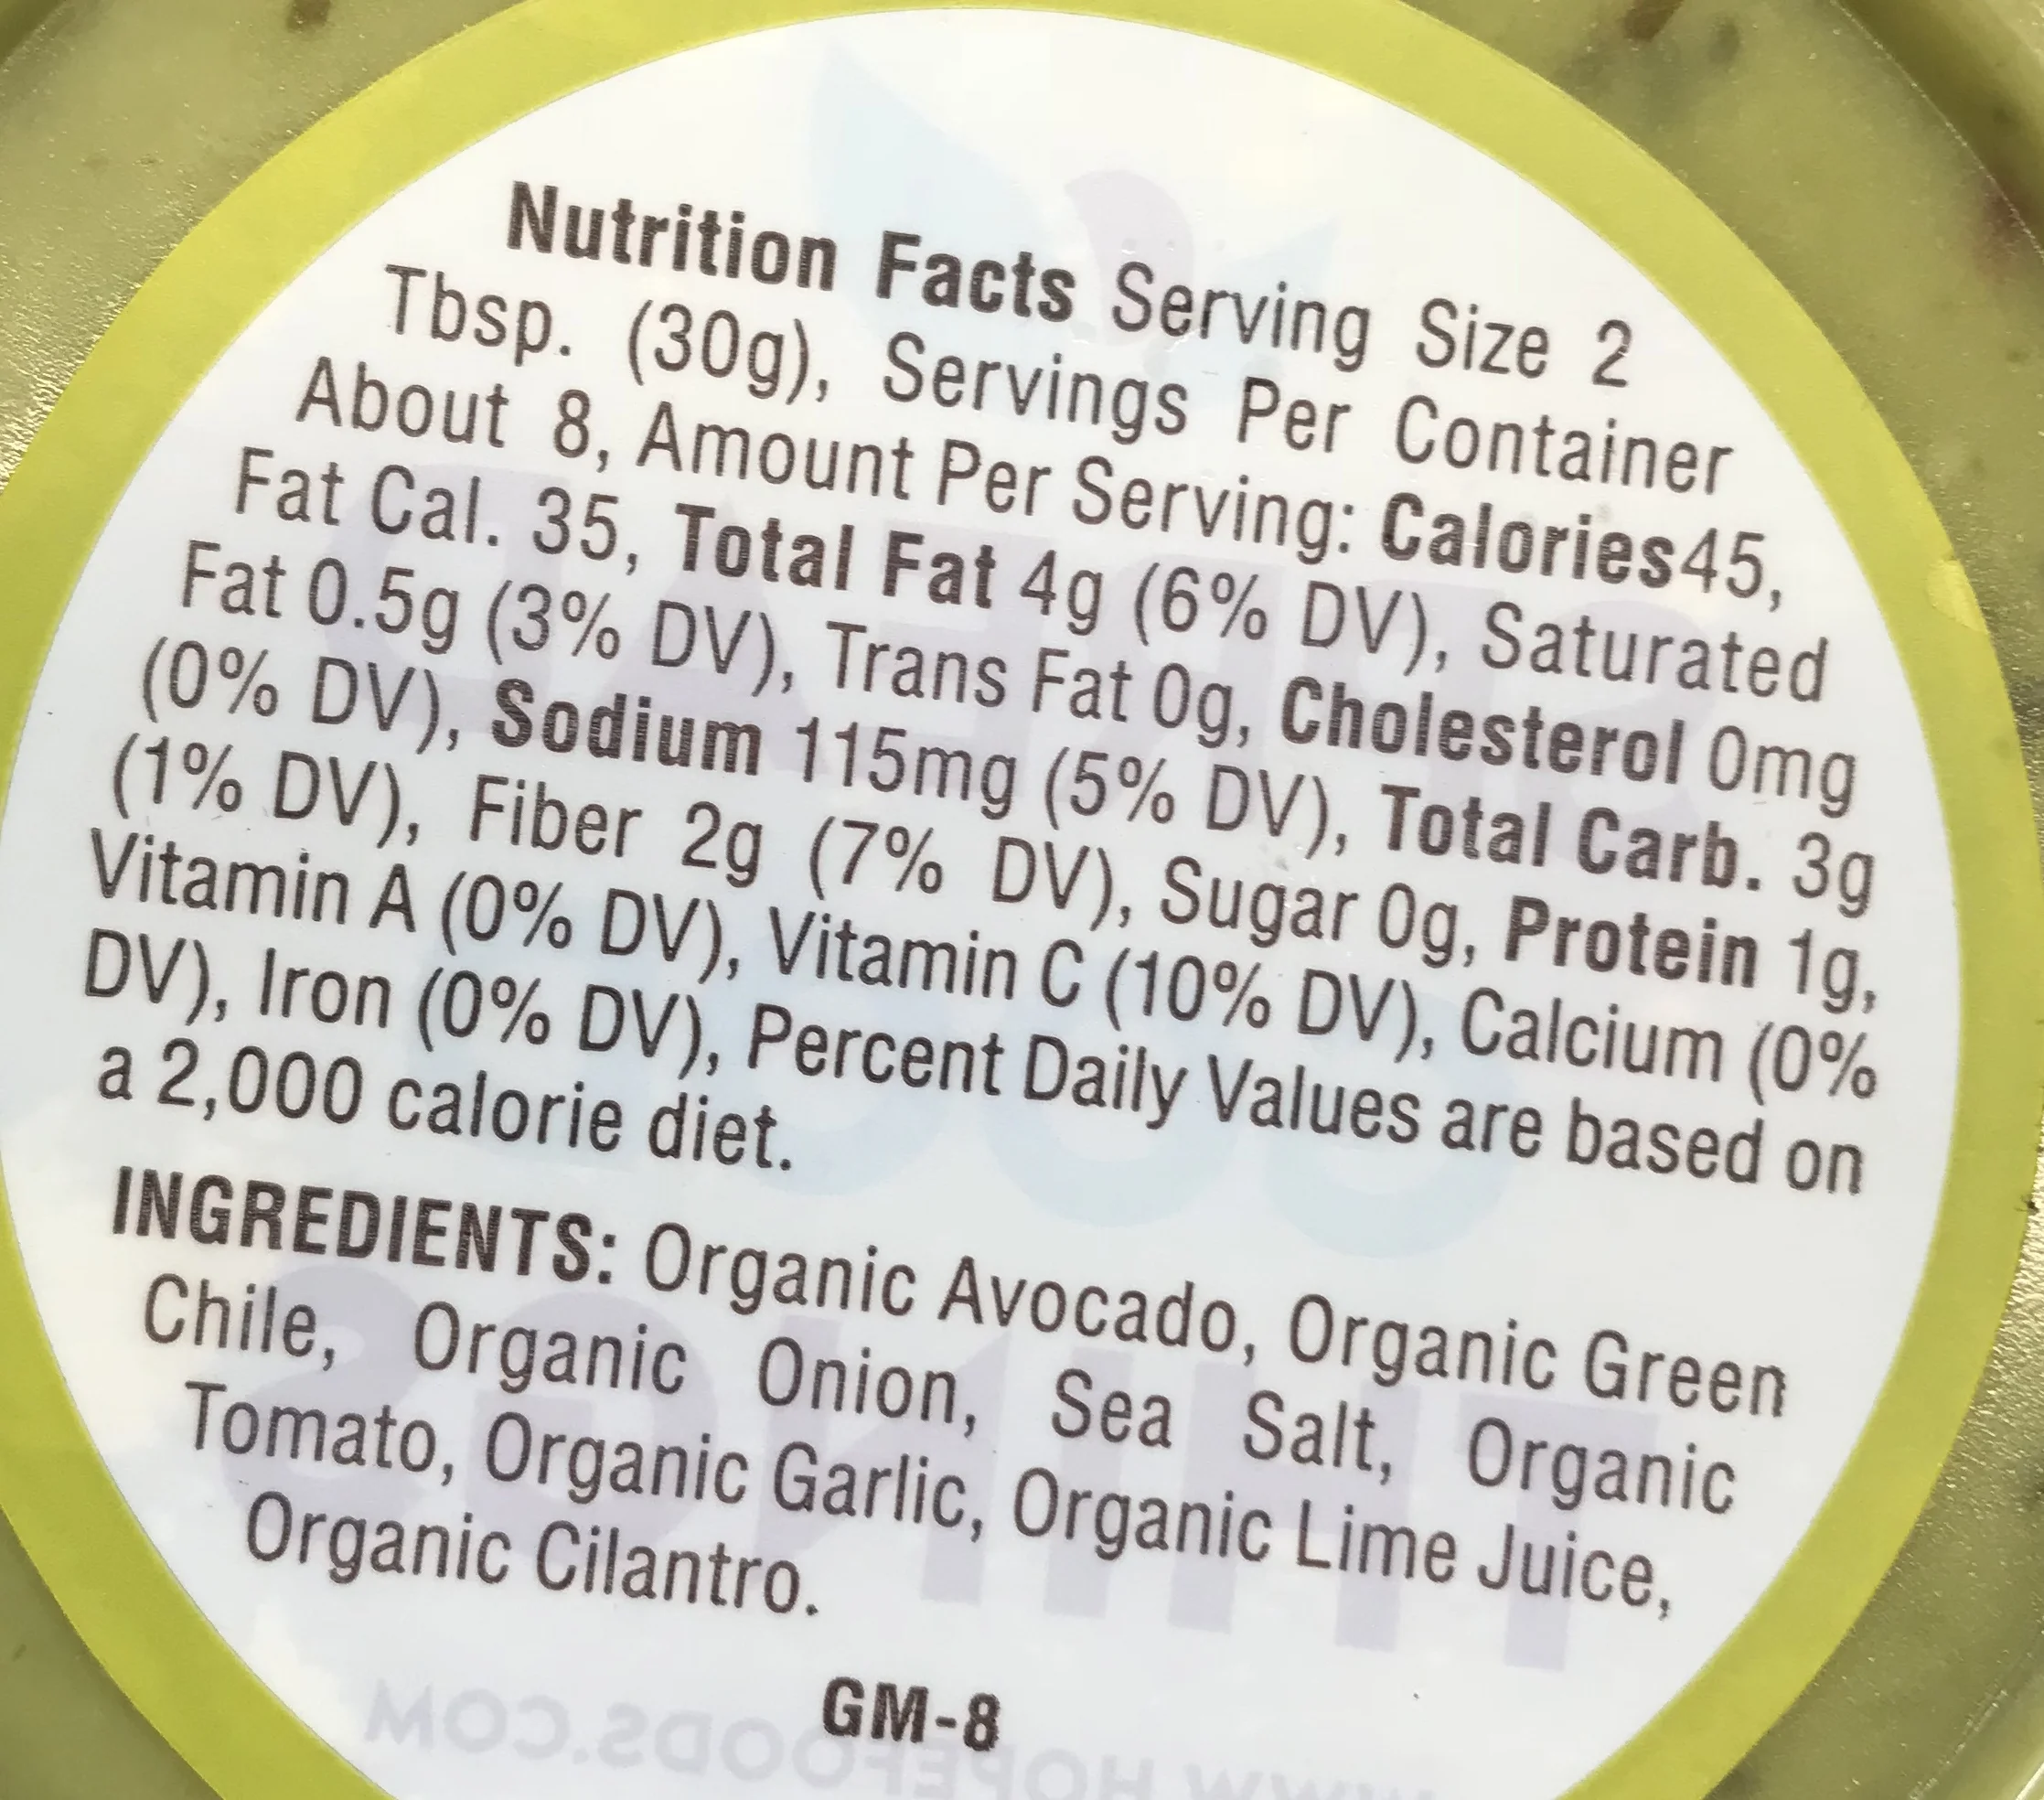 Nutrition Facts Serving Size 2
Tbsp. (30g), Servings Per Container
About 8, Amount Per Serving: Calories45,
Fat Cal. 35, Total Fat 4g (6% DV), Saturated
Fat 0.5g (3% DV), Trans Fat 0g, Cholesterol 0mg
(0% DV), Sodium 115mg (5% DV), Total Carb. 3g
(1% DV), Fiber 2g (7% DV), Sugar 0g, Protein 1g,
Vitamin A (0% DV), Vitamin C (10% DV), Calcium (0%
DV), Iron (0% DV), Percent Daily Values are based on
a 2,000 calorie diet.
INGREDIENTS: Organic Avocado, Organic Green
Chile, Organic Onion, Sea Salt, Organic
Tomato, Organic Garlic, Organic Lime Juice,
Organic Cilantro.
GM-8
WWW.HOPEFOODS.COM